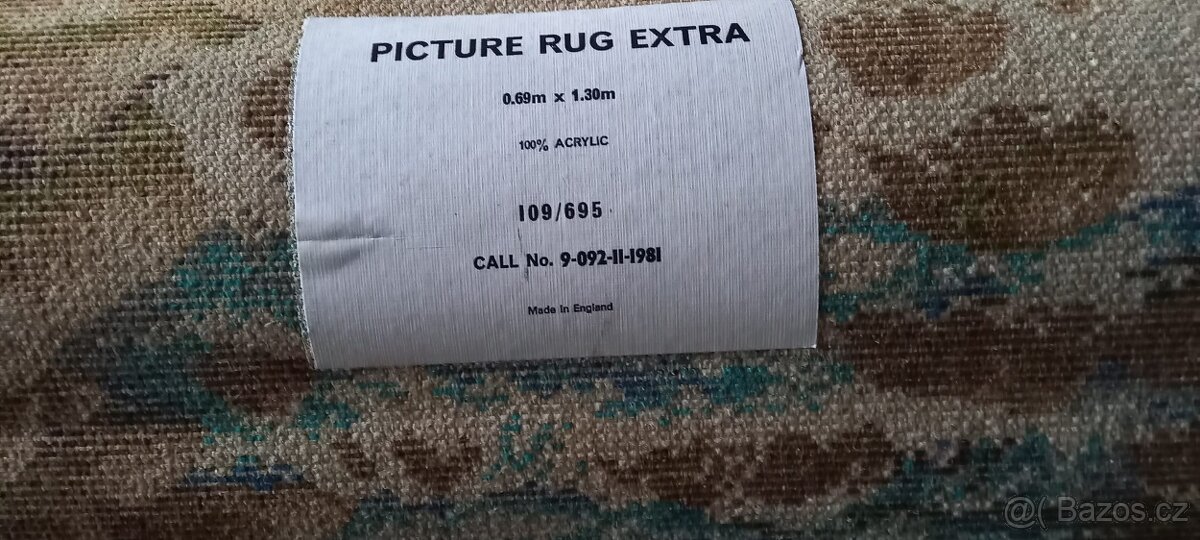 PICTURE RUG EXTRA
0.69m x 1.30m
100% ACRYLIC
109/695
CALL No. 9-092-11-1981
Made in England
@( Bazos.cz